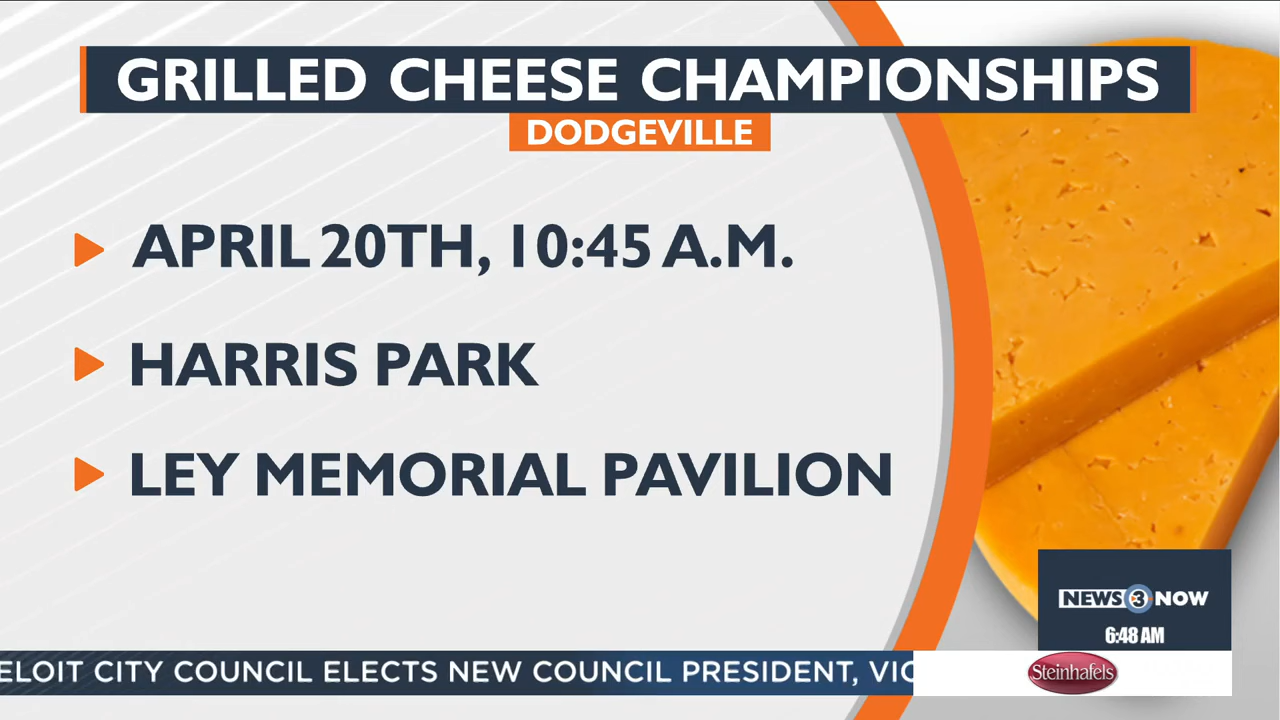 GRILLED CHEESE CHAMPIONSHIPS
DODGEVILLE
APRIL 20TH, 10:45 A.M.
HARRIS PARK
LEY MEMORIAL PAVILION
NEWS 3 NOW
6:48 AM
ELOIT CITY COUNCIL ELECTS NEW COUNCIL PRESIDENT, VIC
Steinhafels